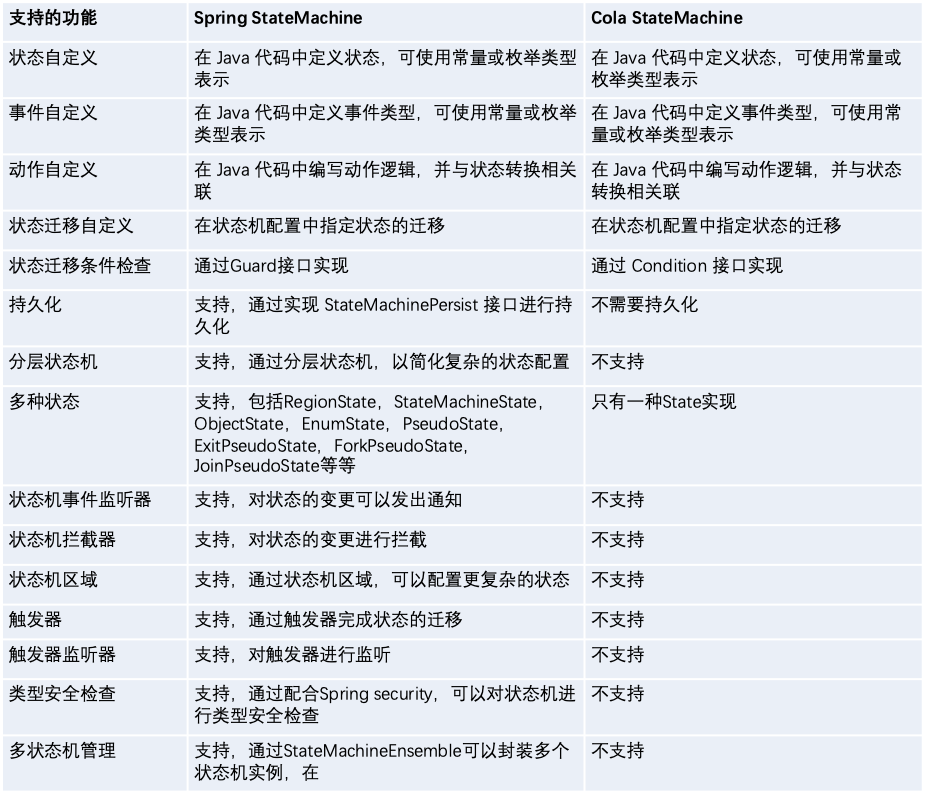 支持的功能
Spring StateMachine
Cola StateMachine
状态自定义
在 Java 代码中定义状态，可使用常量或枚举类型
表示
在 Java 代码中定义状态，可使用常量或
枚举类型表示
事件自定义
在 Java 代码中定义事件类型，可使用常量或枚举
类型表示
在 Java 代码中定义事件类型，可使用常
量或枚举类型表示
动作自定义
在 Java 代码中编写动作逻辑，并与状态转换相关
联
在 Java 代码中编写动作逻辑，并与状态
转换相关联
状态迁移自定义
在状态机配置中指定状态的迁移
在状态机配置中指定状态的迁移
状态迁移条件检查
通过Guard接口实现
通过 Condition 接口实现
持久化
支持，通过实现 StateMachinePersist 接口进行持
久化
不需要持久化
分层状态机
支持，通过分层状态机，以简化复杂的状态配置
不支持
多种状态
支持，包括RegionState，StateMachineState，
ObjectState，EnumState，PseudoState，
ExitPseudoState，ForkPseudoState，
JoinPseudoState等等
只有一种State实现
状态机事件监听器
支持，对状态的变更可以发出通知
不支持
状态机拦截器
支持，对状态的变更进行拦截
不支持
状态机区域
支持，通过状态机区域，可以配置更复杂的状态
不支持
触发器
支持，通过触发器完成状态的迁移
不支持
触发器监听器
支持，对触发器进行监听
不支持
类型安全检查
支持，通过配合Spring security，可以对状态机进
行类型安全检查
不支持
多状态机管理
支持，通过StateMachineEnsemble可以封装多个
状态机实例，在
不支持